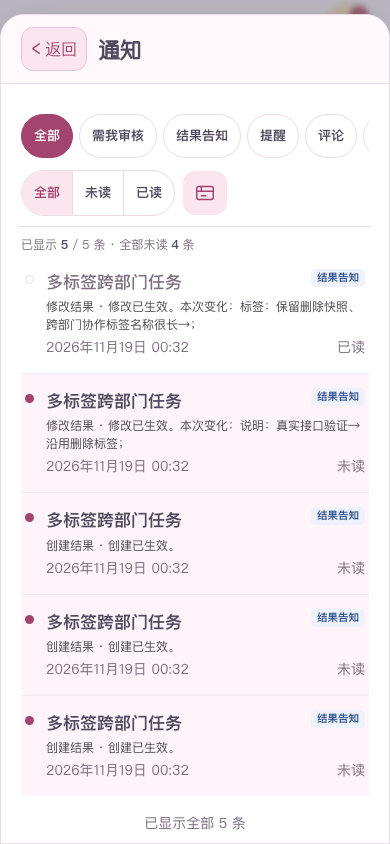 < 返回 通知
全部 需我审核 结果告知 提醒 评论
全部 未读 已读
已显示 5 / 5 条 · 全部未读 4 条
多标签跨部门任务 结果告知
修改结果 · 修改已生效。本次变化：标签：保留删除快照、
跨部门协作标签名称很长→；
2026年11月19日 00:32 已读
多标签跨部门任务 结果告知
修改结果 · 修改已生效。本次变化：说明：真实接口验证→
沿用删除标签；
2026年11月19日 00:32 未读
多标签跨部门任务 结果告知
创建结果 · 创建已生效。
2026年11月19日 00:32 未读
多标签跨部门任务 结果告知
创建结果 · 创建已生效。
2026年11月19日 00:32 未读
多标签跨部门任务 结果告知
创建结果 · 创建已生效。
2026年11月19日 00:32 未读
已显示全部 5 条